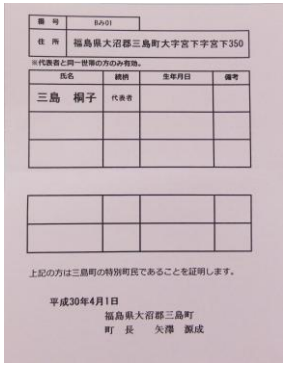 番 号 Bみ01
住 所 福島県大沼郡三島町大字宮下字宮下350
※代表者と同一世帯の方のみ有効。
氏名 続柄 生年月日 備考
三島 桐子 代表者
上記の方は三島町の特別町民であることを証明します。
平成30年4月1日
福島県大沼郡三島町
町 長 矢澤 源成